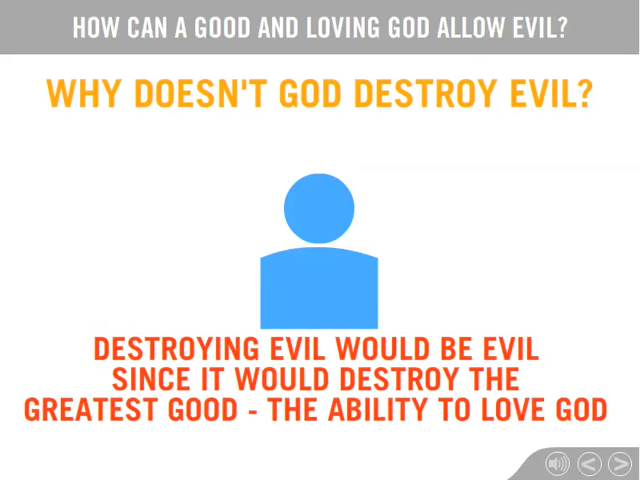 HOW CAN A GOOD AND LOVING GOD ALLOW EVIL?
WHY DOESN'T GOD DESTROY EVIL?
DESTROYING EVIL WOULD BE EVIL
SINCE IT WOULD DESTROY THE
GREATEST GOOD - THE ABILITY TO LOVE GOD